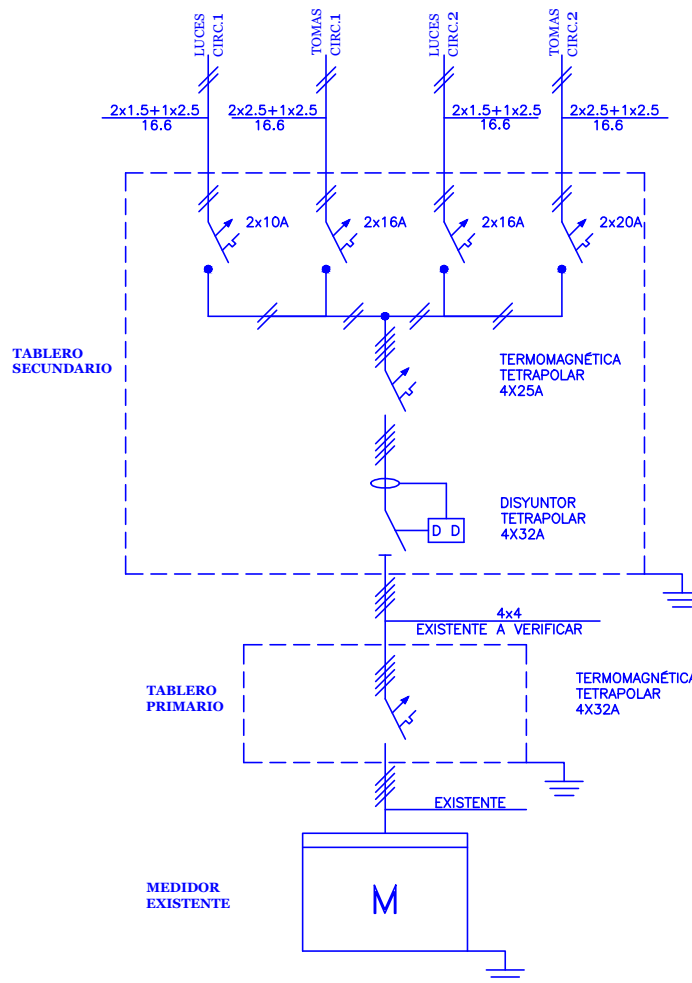 LUCES
CIRC.1
TOMAS
CIRC.1
LUCES
CIRC.2
TOMAS
CIRC.2
2x1.5+1x2.5
16.6
2x2.5+1x2.5
16.6
2x1.5+1x2.5
16.6
2x2.5+1x2.5
16.6
2x10A
2x16A
2x16A
2x20A
TABLERO
SECUNDARIO
TERMOMAGNÉTICA
TETRAPOLAR
4X25A
DISYUNTOR
TETRAPOLAR
4X32A
D D
4x4
EXISTENTE A VERIFICAR
TABLERO
PRIMARIO
TERMOMAGNÉTICA
TETRAPOLAR
4X32A
EXISTENTE
MEDIDOR
EXISTENTE
M